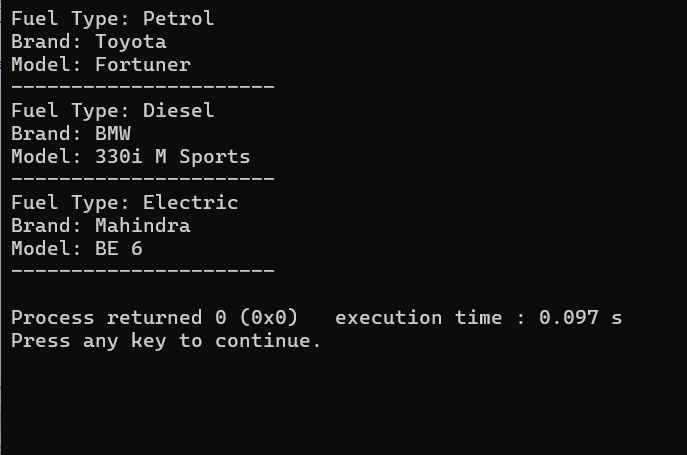 Fuel Type: Petrol
Brand: Toyota
Model: Fortuner
----------------------
Fuel Type: Diesel
Brand: BMW
Model: 330i M Sports
----------------------
Fuel Type: Electric
Brand: Mahindra
Model: BE 6
----------------------
Process returned 0 (0x0)   execution time : 0.097 s
Press any key to continue.